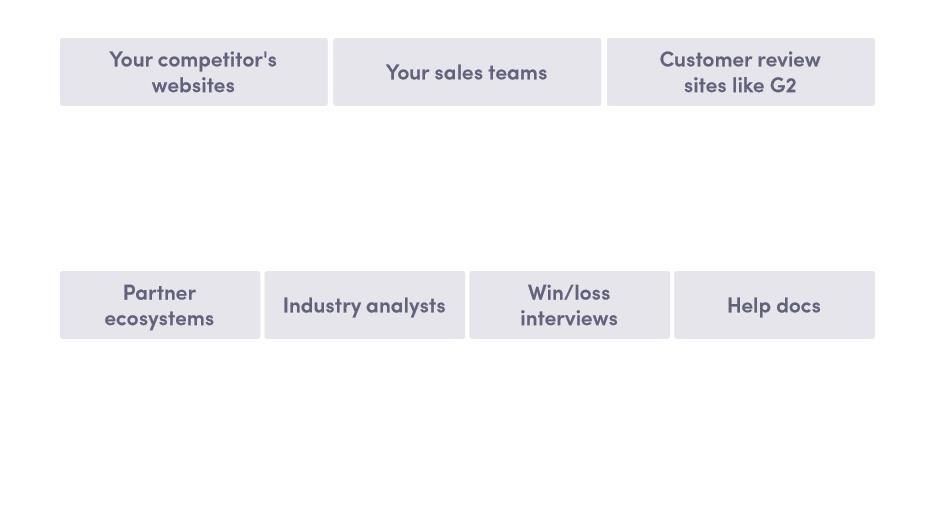 Your competitor's
websites
Your sales teams
Customer review
sites like G2
Partner
ecosystems
Industry analysts
Win/loss
interviews
Help docs